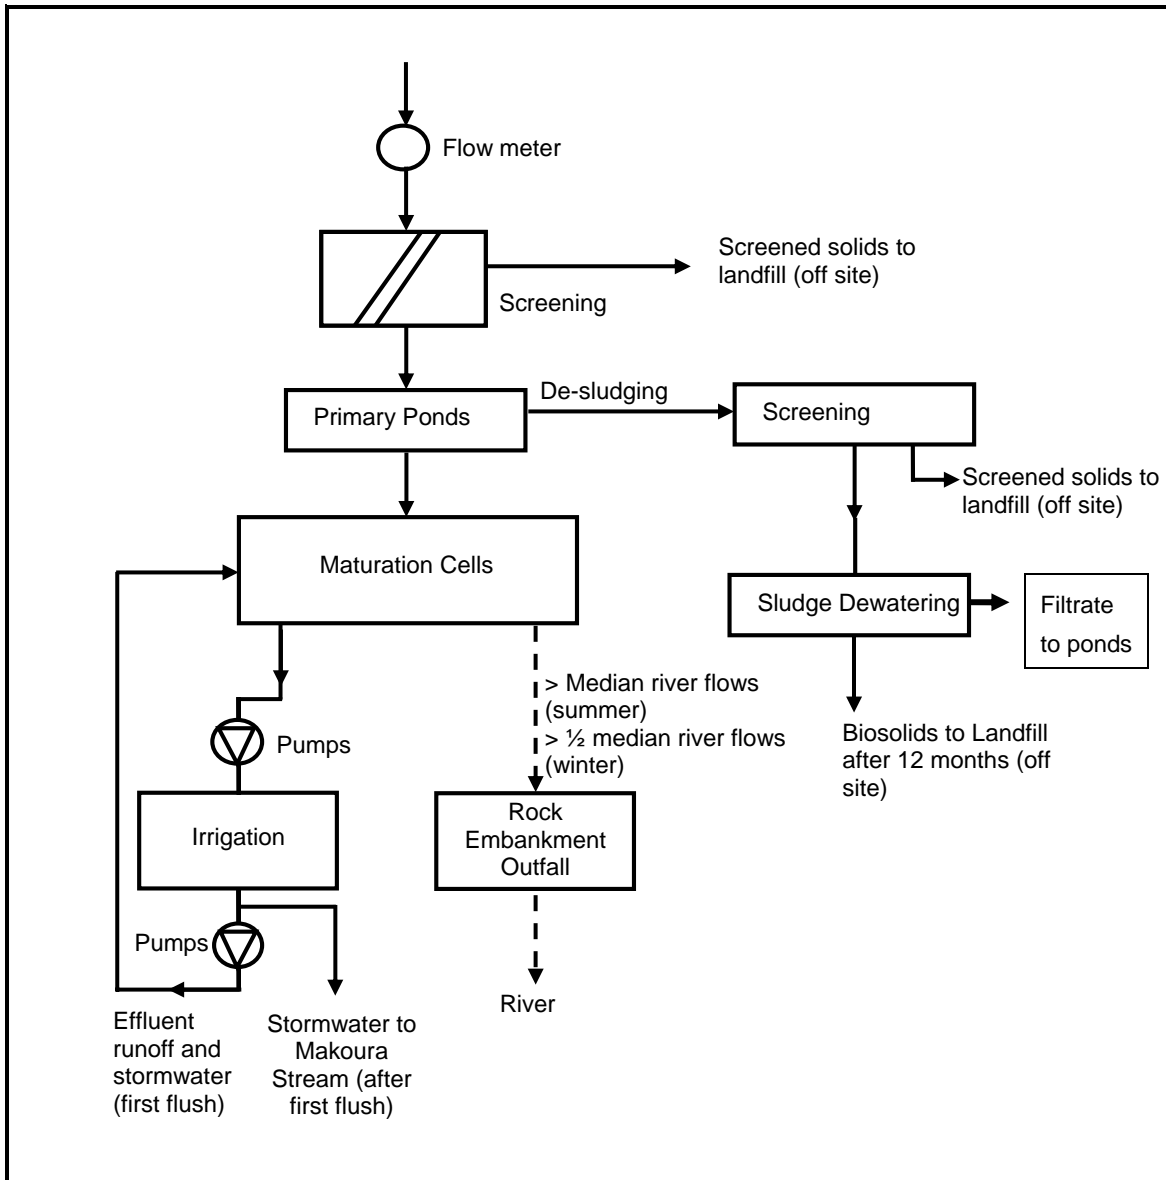 Flow meter
Screened solids to
landfill (off site)
Screening
De-sludging
Primary Ponds
Screening
Screened solids to
landfill (off site)
Maturation Cells
Sludge Dewatering
Filtrate
to ponds
> Median river flows
(summer)
> ½ median river flows
(winter)
Biosolids to Landfill
after 12 months (off
site)
Pumps
Irrigation
Rock
Embankment
Outfall
Pumps
River
Effluent
runoff and
stormwater
(first flush)
Stormwater to
Makoura
Stream (after
first flush)